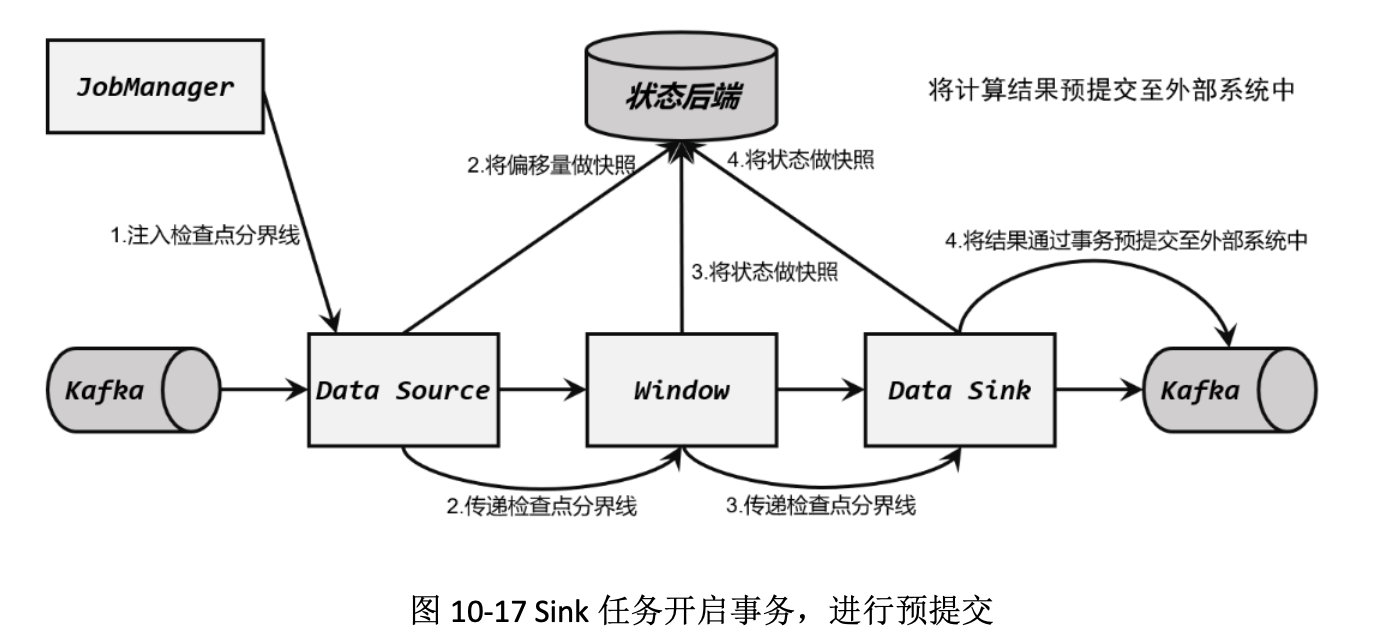 JobManager
状态后端
将计算结果预提交至外部系统中
2.将偏移量做快照
4.将状态做快照
1.注入检查点分界线
4.将结果通过事务预提交至外部系统中
3.将状态做快照
Kafka
Data Source
Window
Data Sink
Kafka
2.传递检查点分界线
3.传递检查点分界线
图 10-17 Sink 任务开启事务，进行预提交